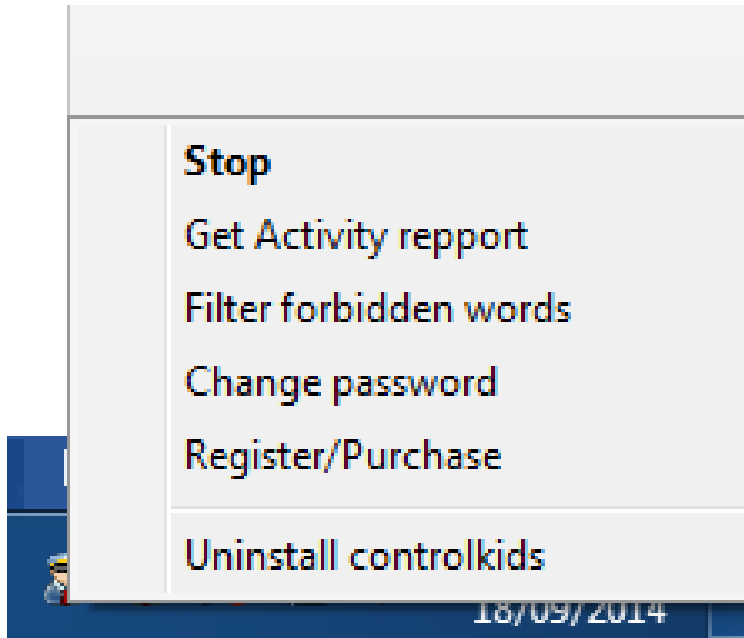 Stop
Get Activity repport
Filter forbidden words
Change password
Register/Purchase
Uninstall controlkids
18/09/2014